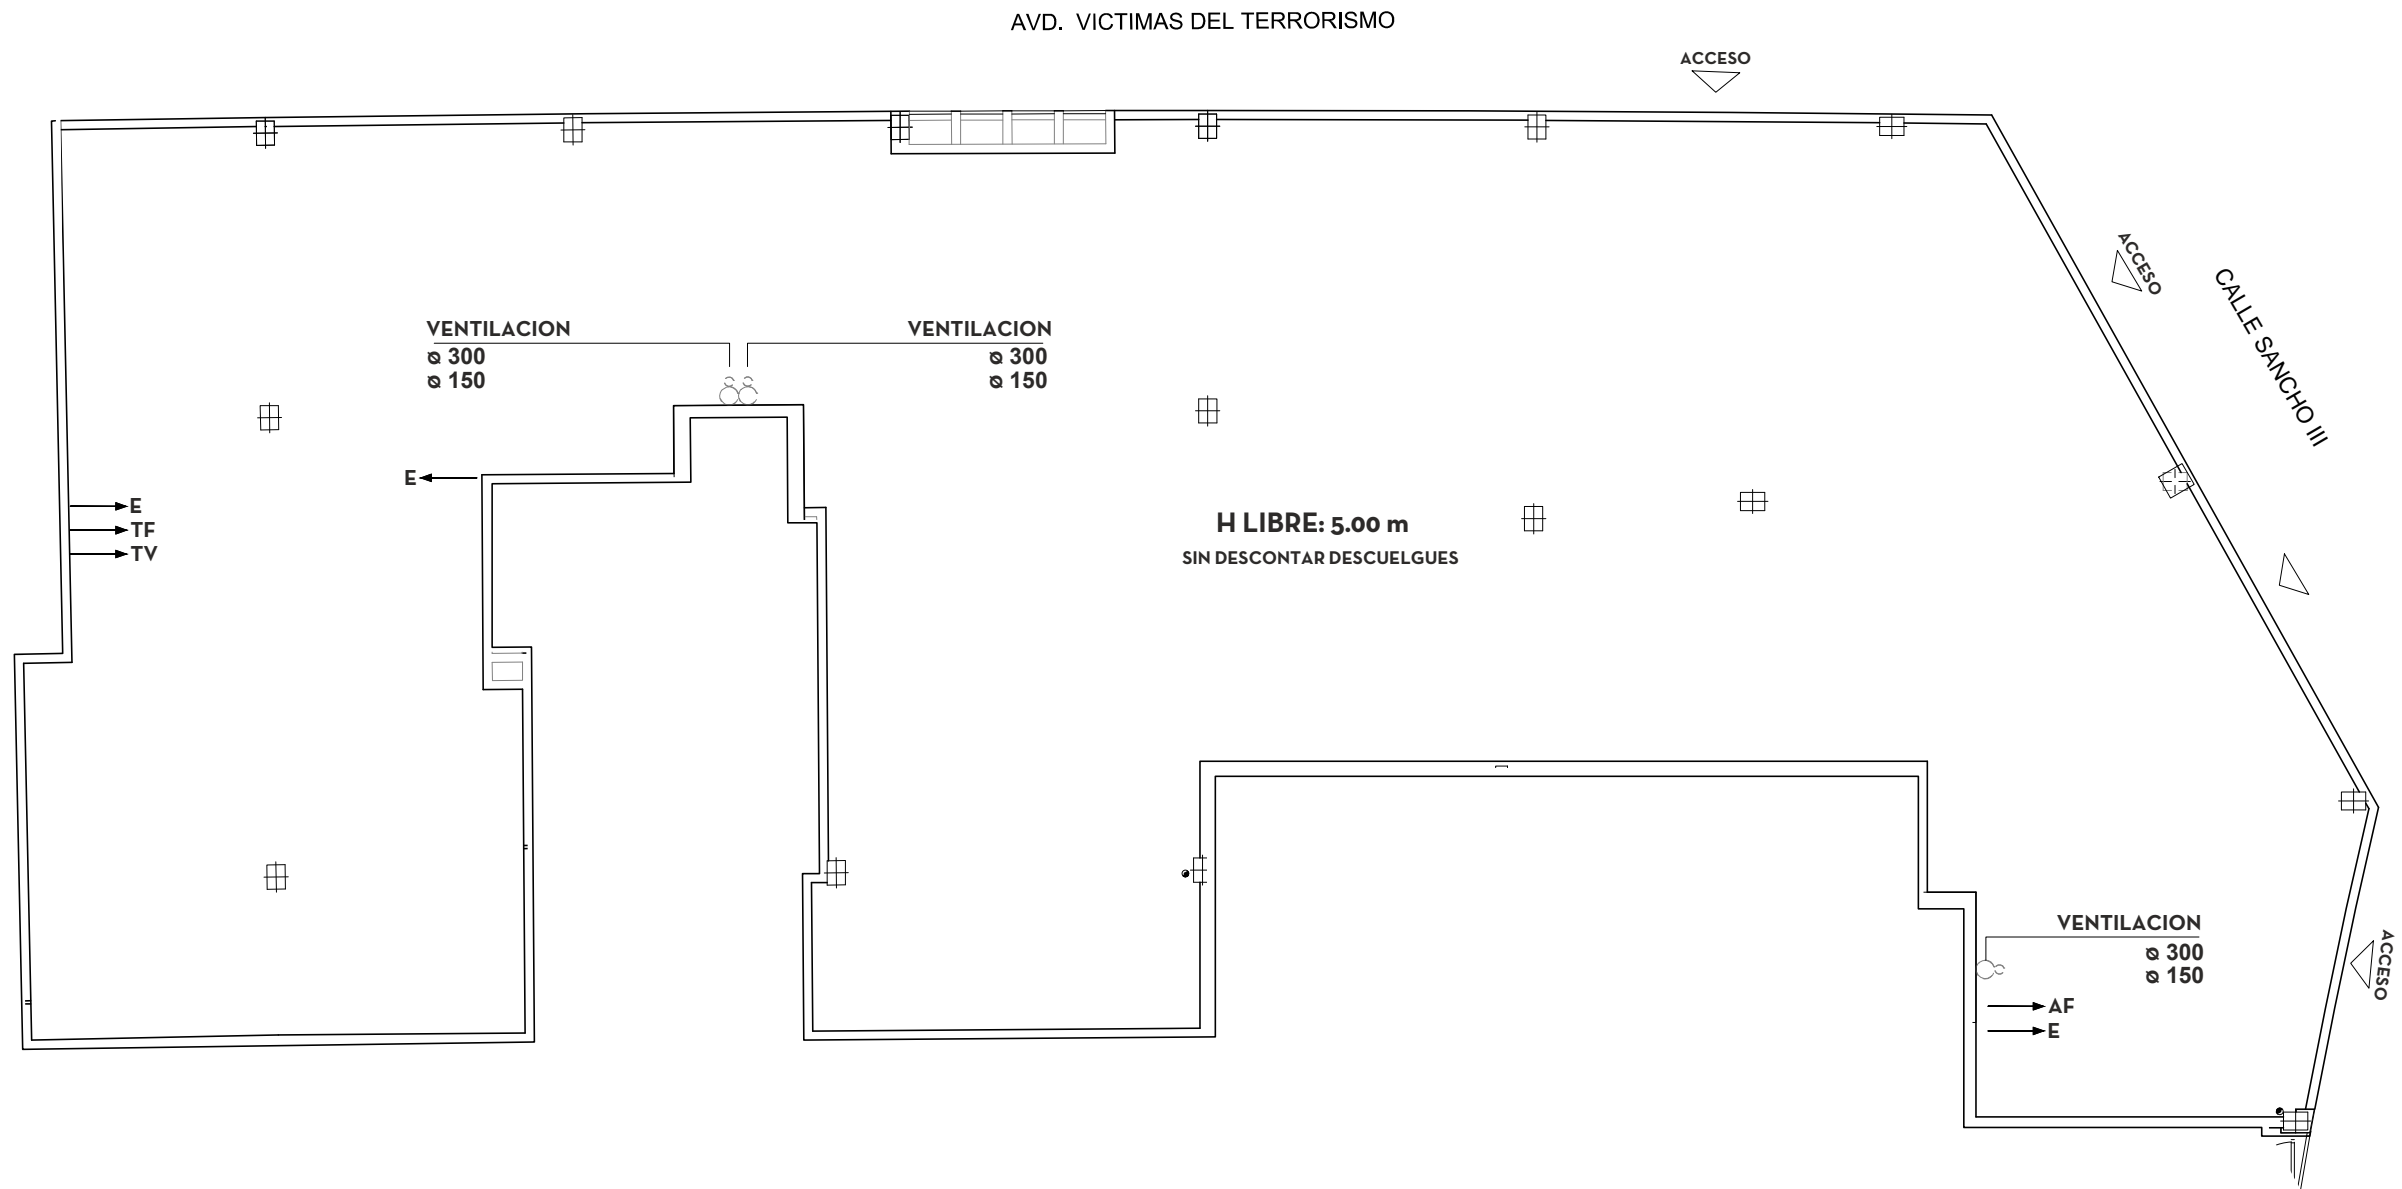 AVD. VICTIMAS DEL TERRORISMO
ACCESO
ACCESO
CALLE SANCHO III
VENTILACION
ø 300
ø 150
VENTILACION
ø 300
ø 150
E
E
TF
TV
H LIBRE: 5.00 m
SIN DESCONTAR DESCUELGUES
VENTILACION
ø 300
ø 150
ACCESO
AF
E